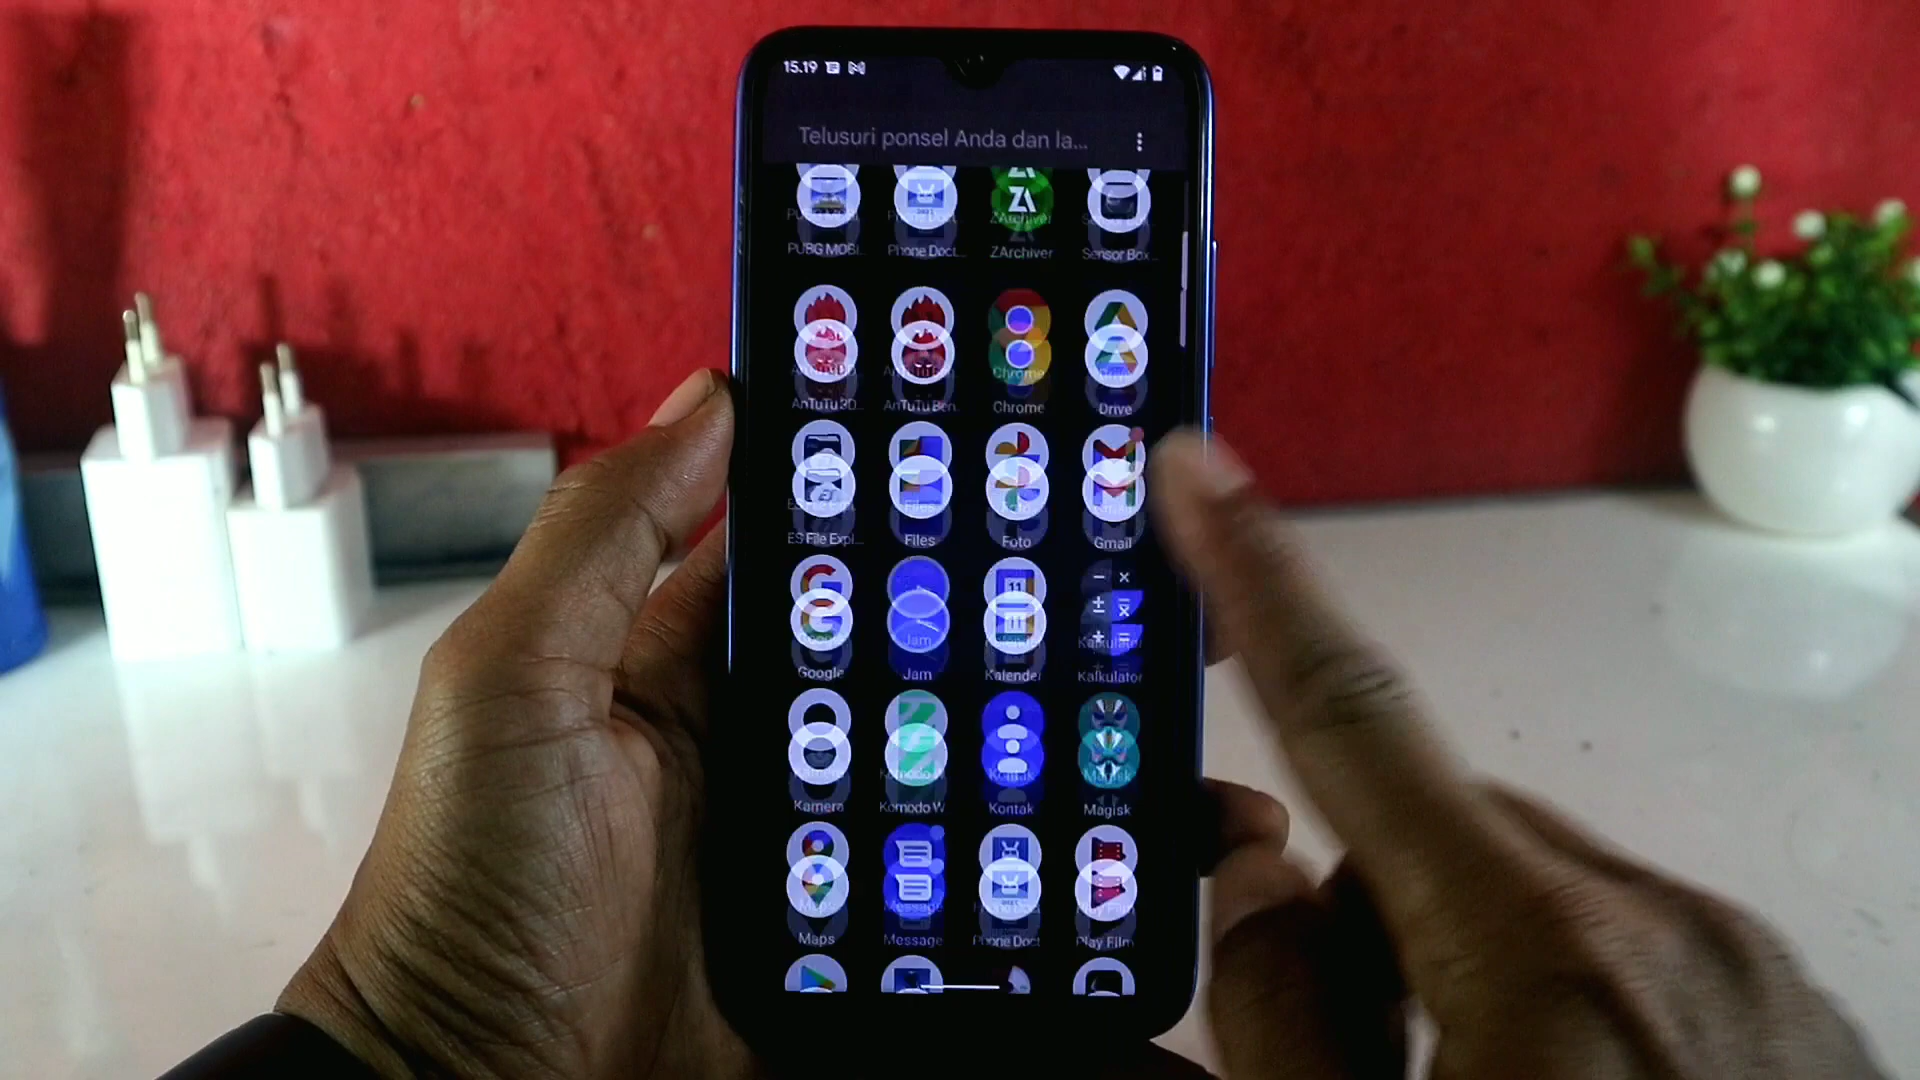 15.19
Telusuri ponsel Anda dan la...
PUBG MOBI... Phone Doct... ZArchiver Sensor Box...
AnTuTu 3D... AnTuTu Ben... Chrome Drive
ES File Expl... Files Foto Gmail
Google Jam Kalender Kalkulator
Kamera Komodo W Kontak Magisk
Maps Message Phone Doct Play Film